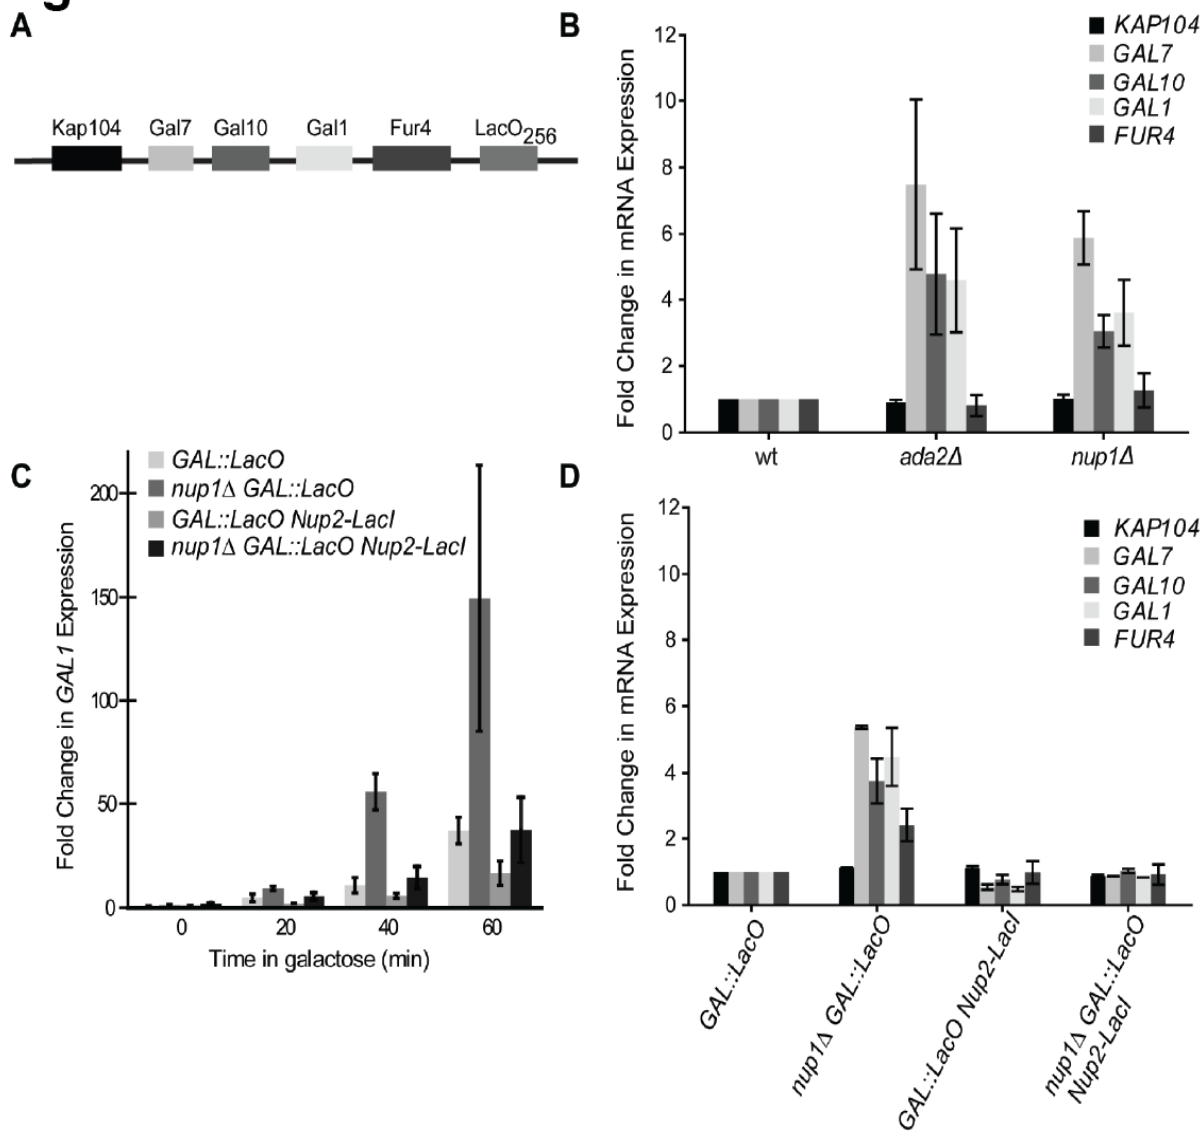 A
Kap104 Gal7 Gal10 Gal1 Fur4 LacO256
B
KAP104
GAL7
GAL10
GAL1
FUR4
Fold Change in mRNA Expression
12
10
8
6
4
2
0
wt ada2Δ nup1Δ
C
GAL::LacO
nup1Δ GAL::LacO
GAL::LacO Nup2-LacI
nup1Δ GAL::LacO Nup2-LacI
Fold Change in GAL1 Expression
200
150
100
50
0
0 20 40 60
Time in galactose (min)
D
KAP104
GAL7
GAL10
GAL1
FUR4
Fold Change in mRNA Expression
12
10
8
6
4
2
0
GAL::LacO
nup1Δ GAL::LacO
GAL::LacO Nup2-LacI
nup1Δ GAL::LacO
Nup2-LacI